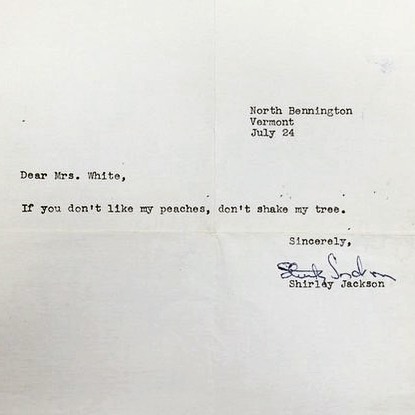 North Bennington
Vermont
July 24
Dear Mrs. White,
If you don't like my peaches, don't shake my tree.
Sincerely,
Shirley Jackson
Shirley Jackson